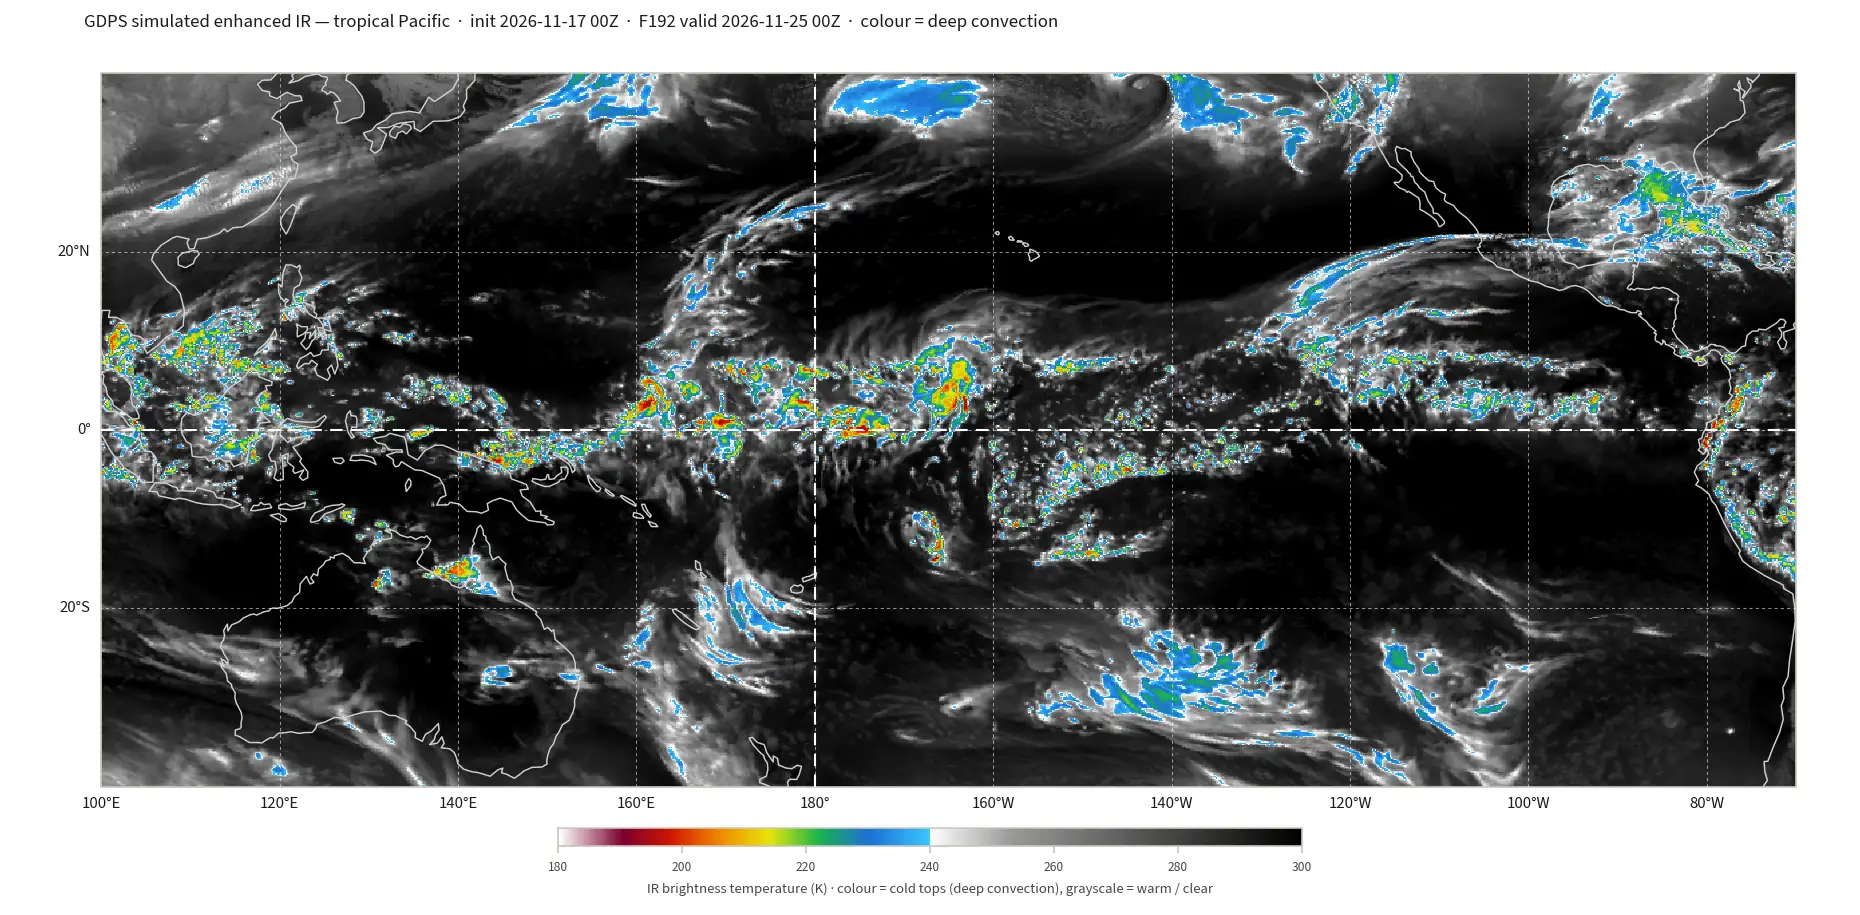 GDPS simulated enhanced IR — tropical Pacific · init 2026-11-17 00Z · F192 valid 2026-11-25 00Z · colour = deep convection
20°N
0°
20°S
100°E 120°E 140°E 160°E 180° 160°W 140°W 120°W 100°W 80°W
180 200 220 240 260 280 300
IR brightness temperature (K) · colour = cold tops (deep convection), grayscale = warm / clear